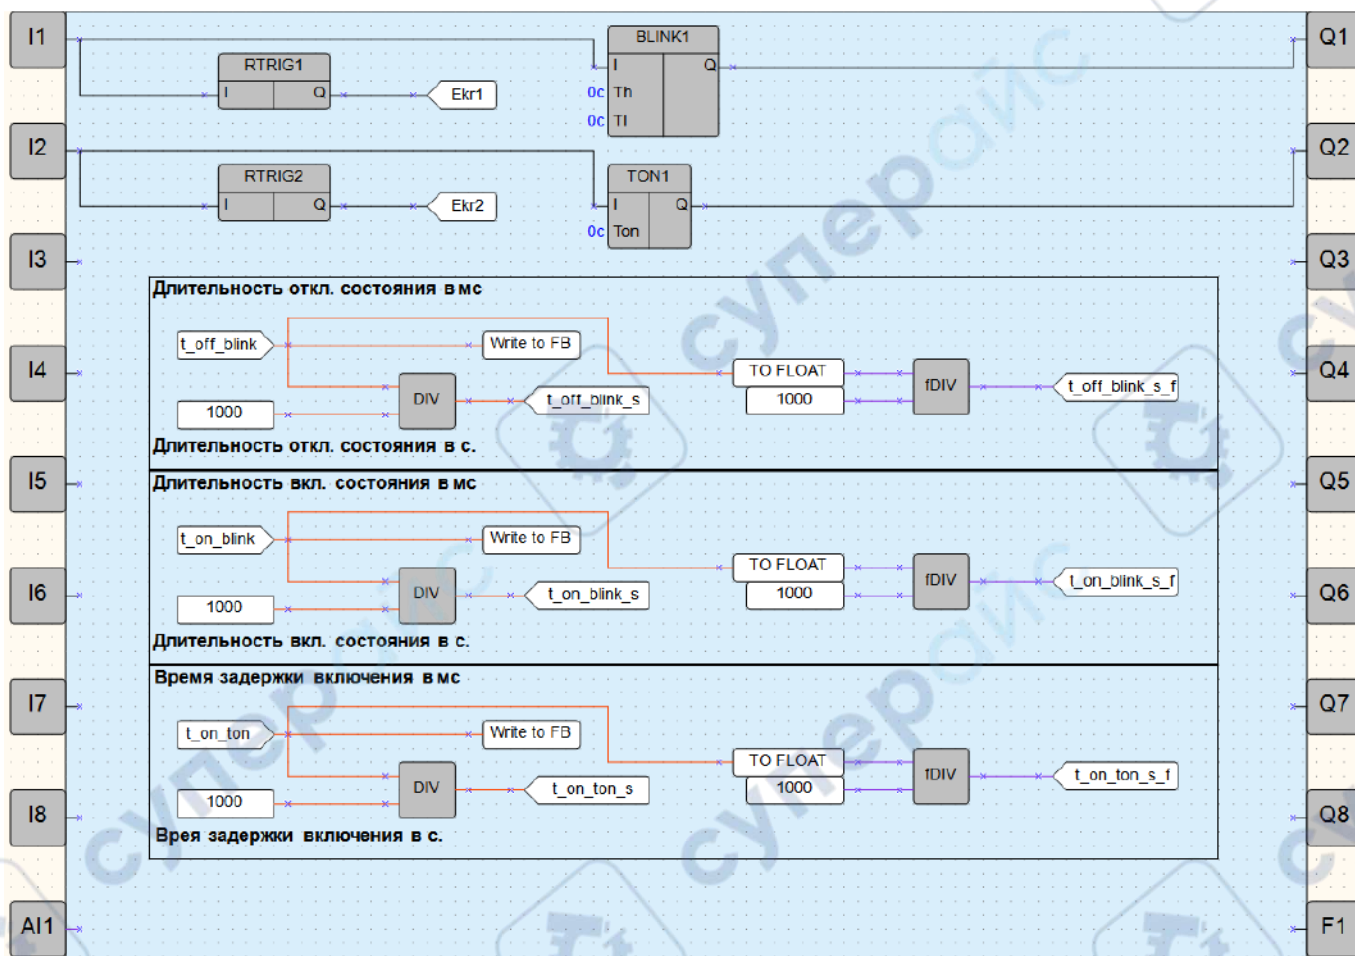 I1
BLINK1
Q1
RTRIG1
I Q
I Q
Ekr1
0c Th
0c Tl
I2
Q2
RTRIG2
TON1
I Q
Ekr2
I Q
0c Ton
I3
Q3
Длительность откл. состояния в мс
t_off_blink
Write to FB
I4
TO FLOAT
fDIV
t_off_blink_s_f
Q4
1000
DIV
t_off_blink_s
1000
Длительность откл. состояния в с.
I5
Длительность вкл. состояния в мс
Q5
t_on_blink
Write to FB
TO FLOAT
fDIV
t_on_blink_s_f
I6
1000
DIV
t_on_blink_s
1000
Q6
Длительность вкл. состояния в с.
Время задержки включения в мс
I7
Q7
t_on_ton
Write to FB
TO FLOAT
fDIV
t_on_ton_s_f
1000
DIV
t_on_ton_s
1000
I8
Q8
Врея задержки включения в с.
AI1
F1
суперайс
суперайс
суперайс